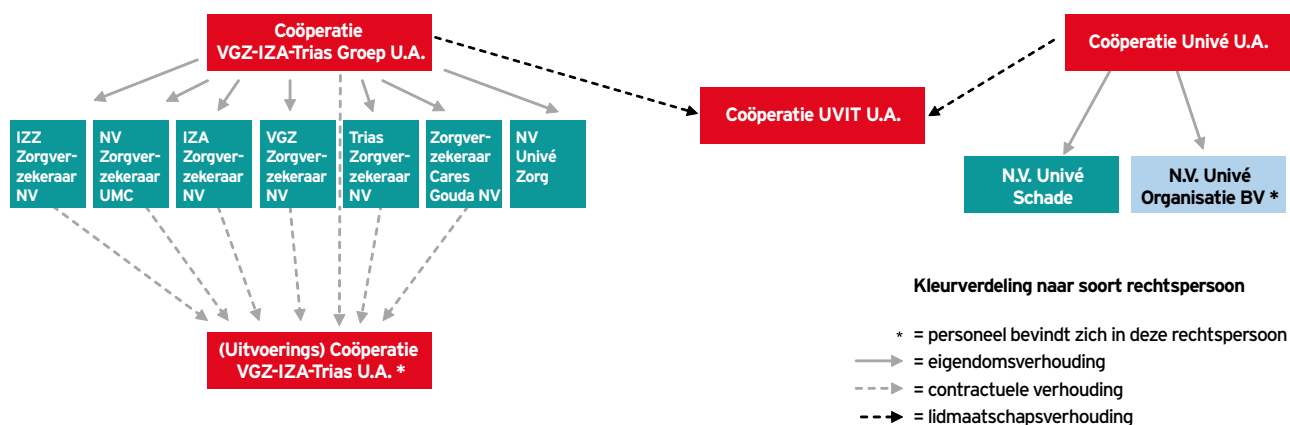 Coöperatie
VGZ-IZA-Trias Groep U.A.
Coöperatie Univé U.A.
Coöperatie UVIT U.A.
IZZ
Zorgver-
zekeraar
NV
NV
Zorgver-
zekeraar
UMC
IZA
Zorgver-
zekeraar
NV
VGZ
Zorgver-
zekeraar
NV
Trias
Zorgver-
zekeraar
NV
Zorgver-
zekeraar
Cares
Gouda NV
NV
Univé
Zorg
N.V. Univé
Schade
N.V. Univé
Organisatie BV *
(Uitvoerings) Coöperatie
VGZ-IZA-Trias U.A. *
Kleurverdeling naar soort rechtspersoon
* = personeel bevindt zich in deze rechtspersoon
= eigendomsverhouding
= contractuele verhouding
= lidmaatschapsverhouding